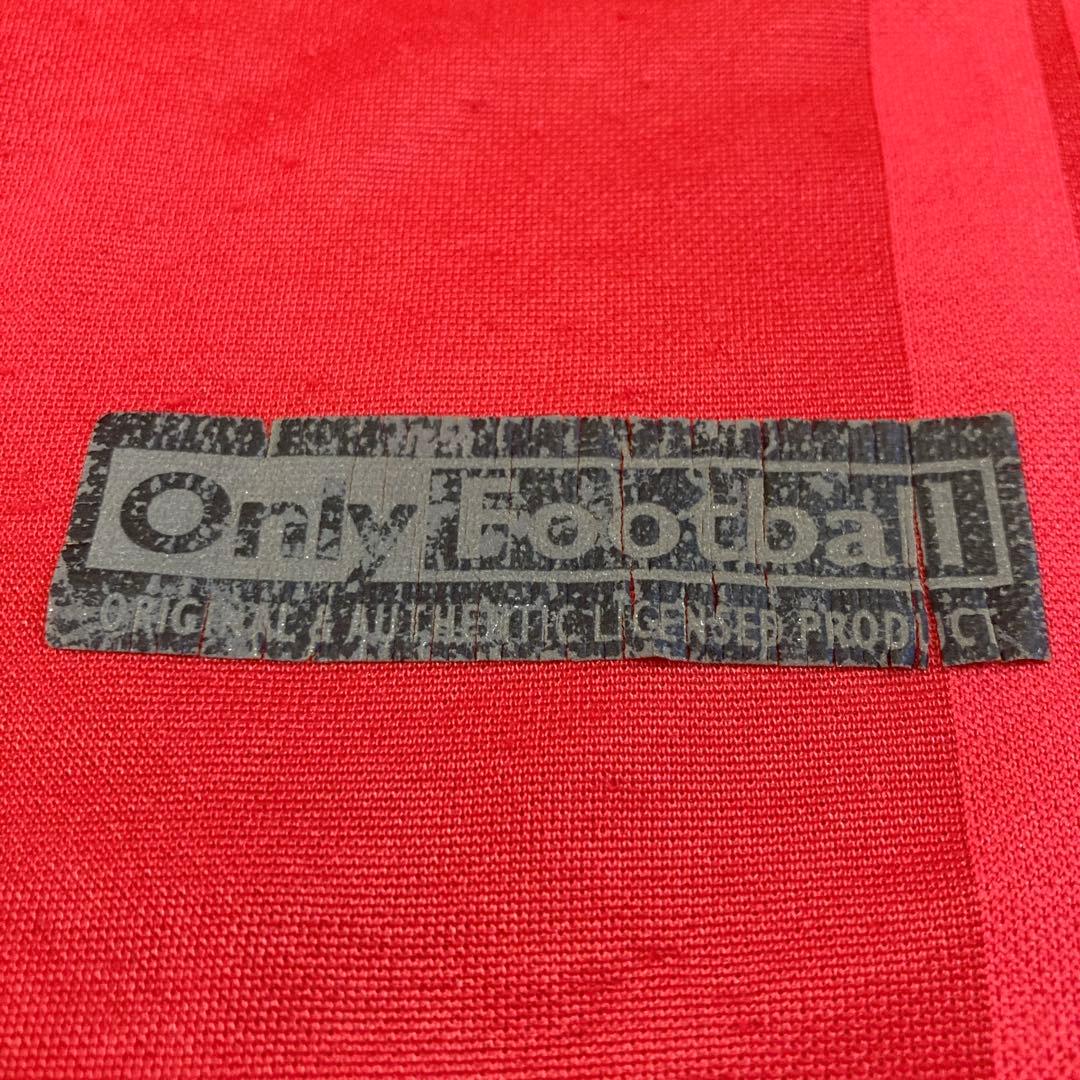 Only Football
ORIGINAL & AUTHENTIC LICENSED PRODUCT